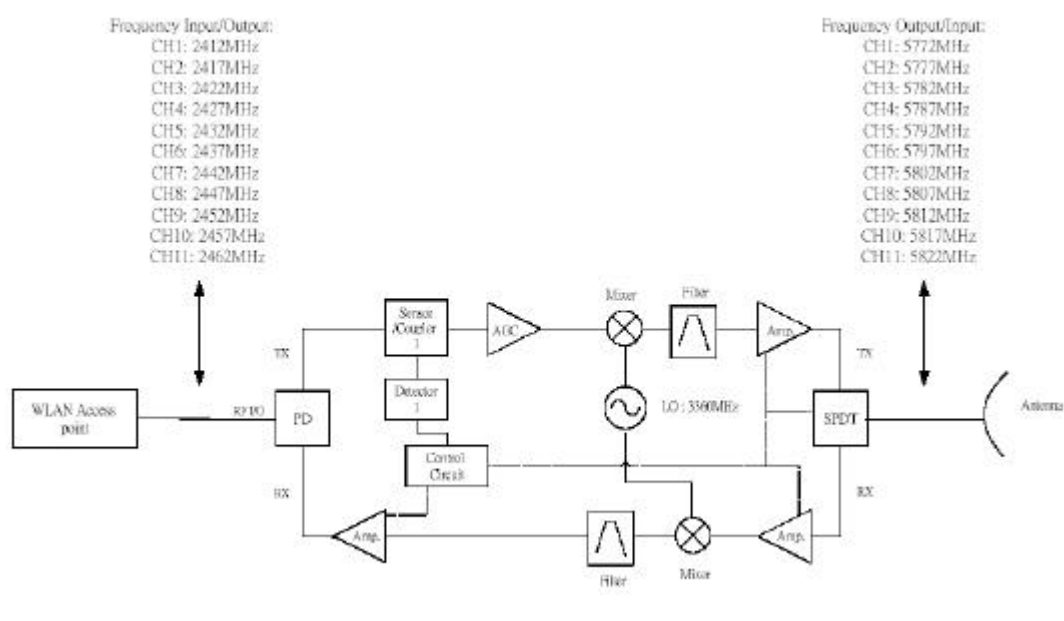 Frequency Input/Output:
CH1: 2412MHz
CH2: 2417MHz
CH3: 2422MHz
CH4: 2427MHz
CH5: 2432MHz
CH6: 2437MHz
CH7: 2442MHz
CH8: 2447MHz
CH9: 2452MHz
CH10: 2457MHz
CH11: 2462MHz
Frequency Output/Input:
CH1: 5772MHz
CH2: 5777MHz
CH3: 5782MHz
CH4: 5787MHz
CH5: 5792MHz
CH6: 5797MHz
CH7: 5802MHz
CH8: 5807MHz
CH9: 5812MHz
CH10: 5817MHz
CH11: 5822MHz
Mixer
Filter
Sensor
/Coupler
1
AGC
Amp.
TX
TX
Detector
1
LO : 3360MHz
WLAN Access
point
RF I/O
PD
SPDT
Antenna
Control
Circuit
RX
RX
Amp.
Amp.
Filter
Mixer